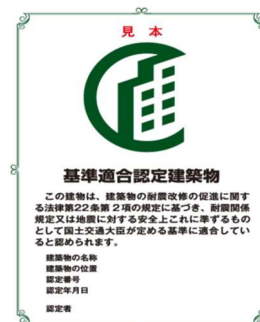 見本
基準適合認定建築物
この建物は、建築物の耐震改修の促進に関す
る法律第22条第２項の規定に基づき、耐震関係
規定又は地震に対する安全上これに準ずるもの
として国土交通大臣が定める基準に適合してい
ると認められます。
建築物の名称
建築物の位置
認定番号
認定年月日
認定者